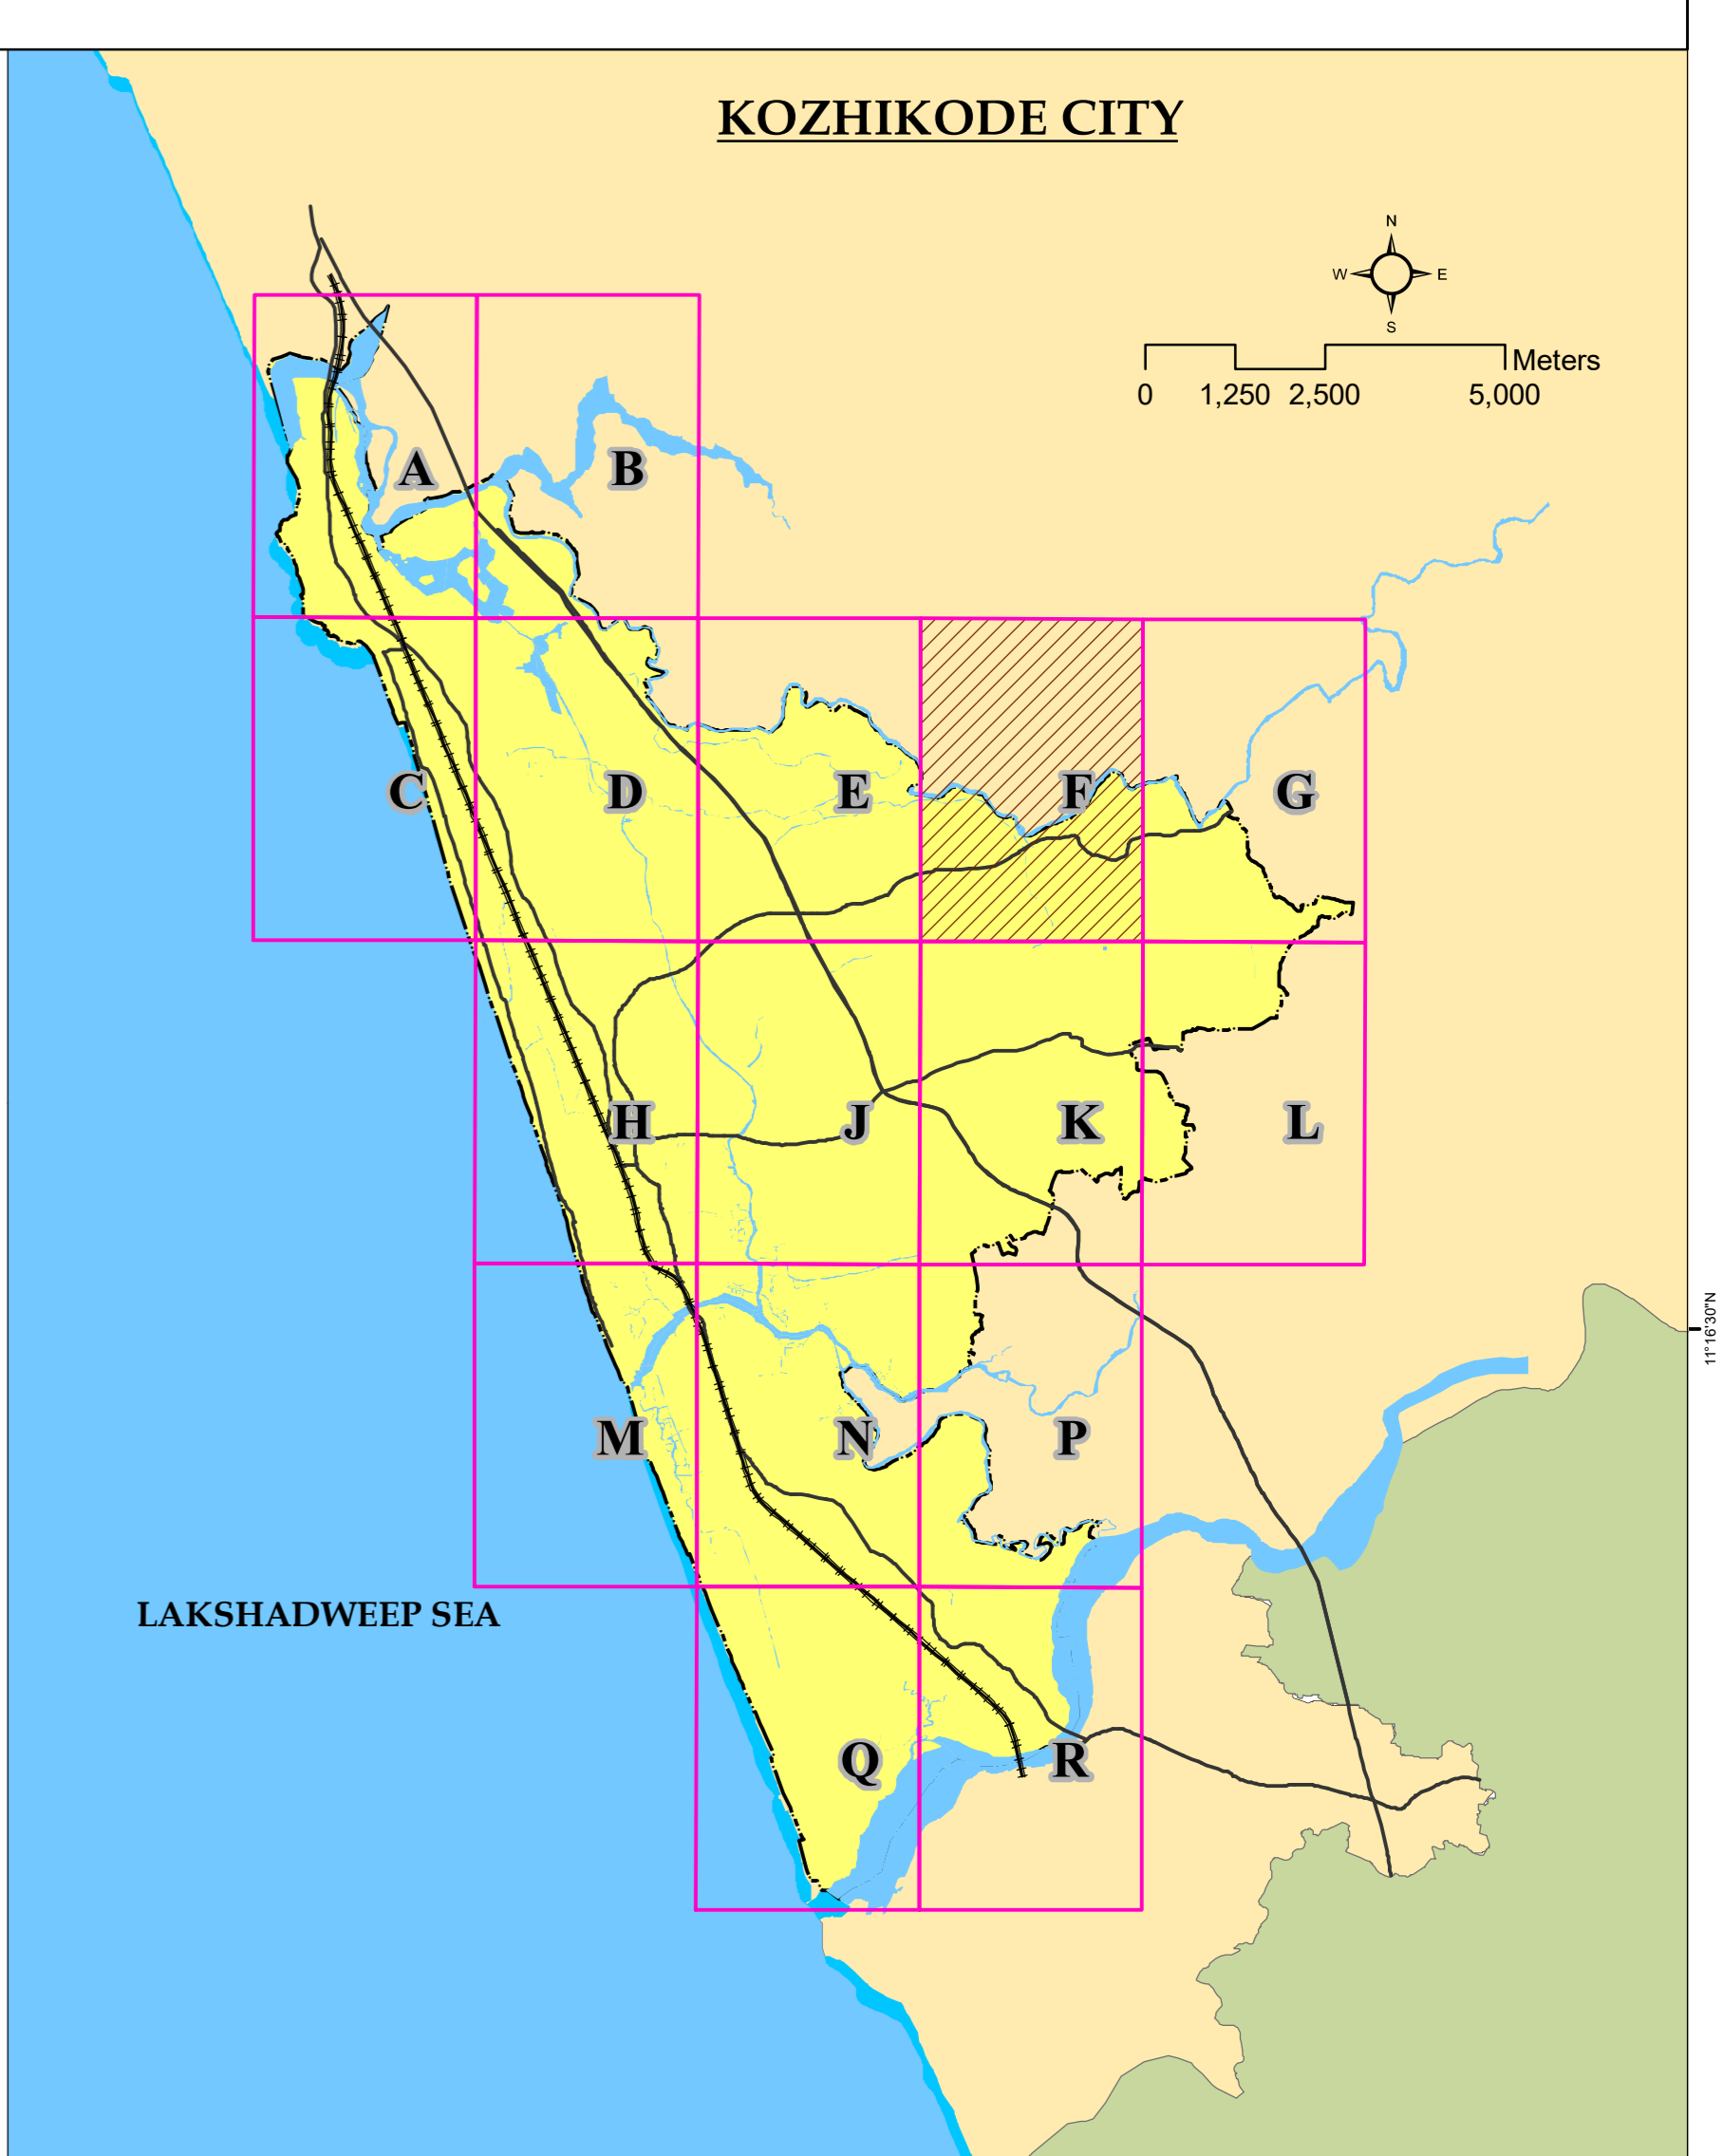 KOZHIKODE CITY
N
W E
S
Meters
0 1,250 2,500 5,000
A B
C D E F G
H J K L
11°16'30"N
M N P
LAKSHADWEEP SEA
Q R